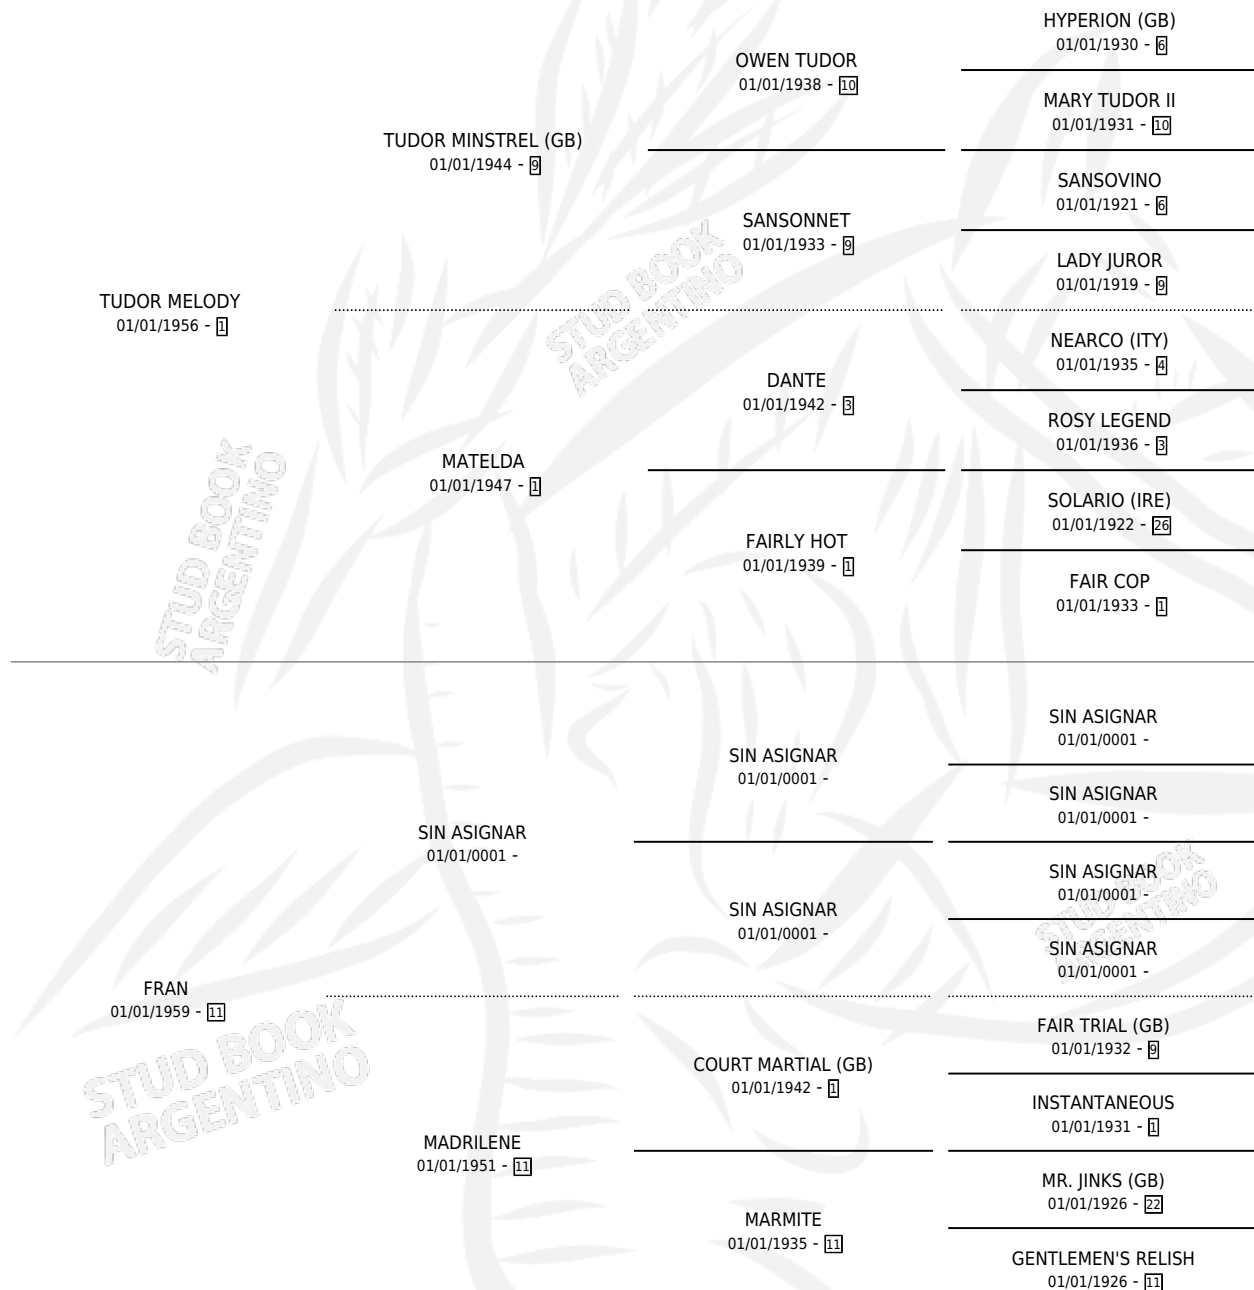 HYPERION (GB)
01/01/1930 - 6
OWEN TUDOR
01/01/1938 - 10
MARY TUDOR II
01/01/1931 - 10
TUDOR MINSTREL (GB)
01/01/1944 - 9
SANSOVINO
01/01/1921 - 6
SANSONNET
01/01/1933 - 9
LADY JUROR
01/01/1919 - 9
TUDOR MELODY
01/01/1956 - 1
NEARCO (ITY)
01/01/1935 - 4
DANTE
01/01/1942 - 3
ROSY LEGEND
01/01/1936 - 3
MATELDA
01/01/1947 - 1
SOLARIO (IRE)
01/01/1922 - 26
FAIRLY HOT
01/01/1939 - 1
FAIR COP
01/01/1933 - 1
SIN ASIGNAR
01/01/0001 -
SIN ASIGNAR
01/01/0001 -
SIN ASIGNAR
01/01/0001 -
SIN ASIGNAR
01/01/0001 -
SIN ASIGNAR
01/01/0001 -
SIN ASIGNAR
01/01/0001 -
SIN ASIGNAR
01/01/0001 -
FRAN
01/01/1959 - 11
FAIR TRIAL (GB)
01/01/1932 - 9
COURT MARTIAL (GB)
01/01/1942 - 1
INSTANTANEOUS
01/01/1931 - 1
MADRILENE
01/01/1951 - 11
MR. JINKS (GB)
01/01/1926 - 22
MARMITE
01/01/1935 - 11
GENTLEMEN'S RELISH
01/01/1926 - 11
STUD BOOK
ARGENTINO
STUD BOOK
ARGENTINO
STUD BOOK
ARGENTINO
STUD BOOK
ARGENTINO